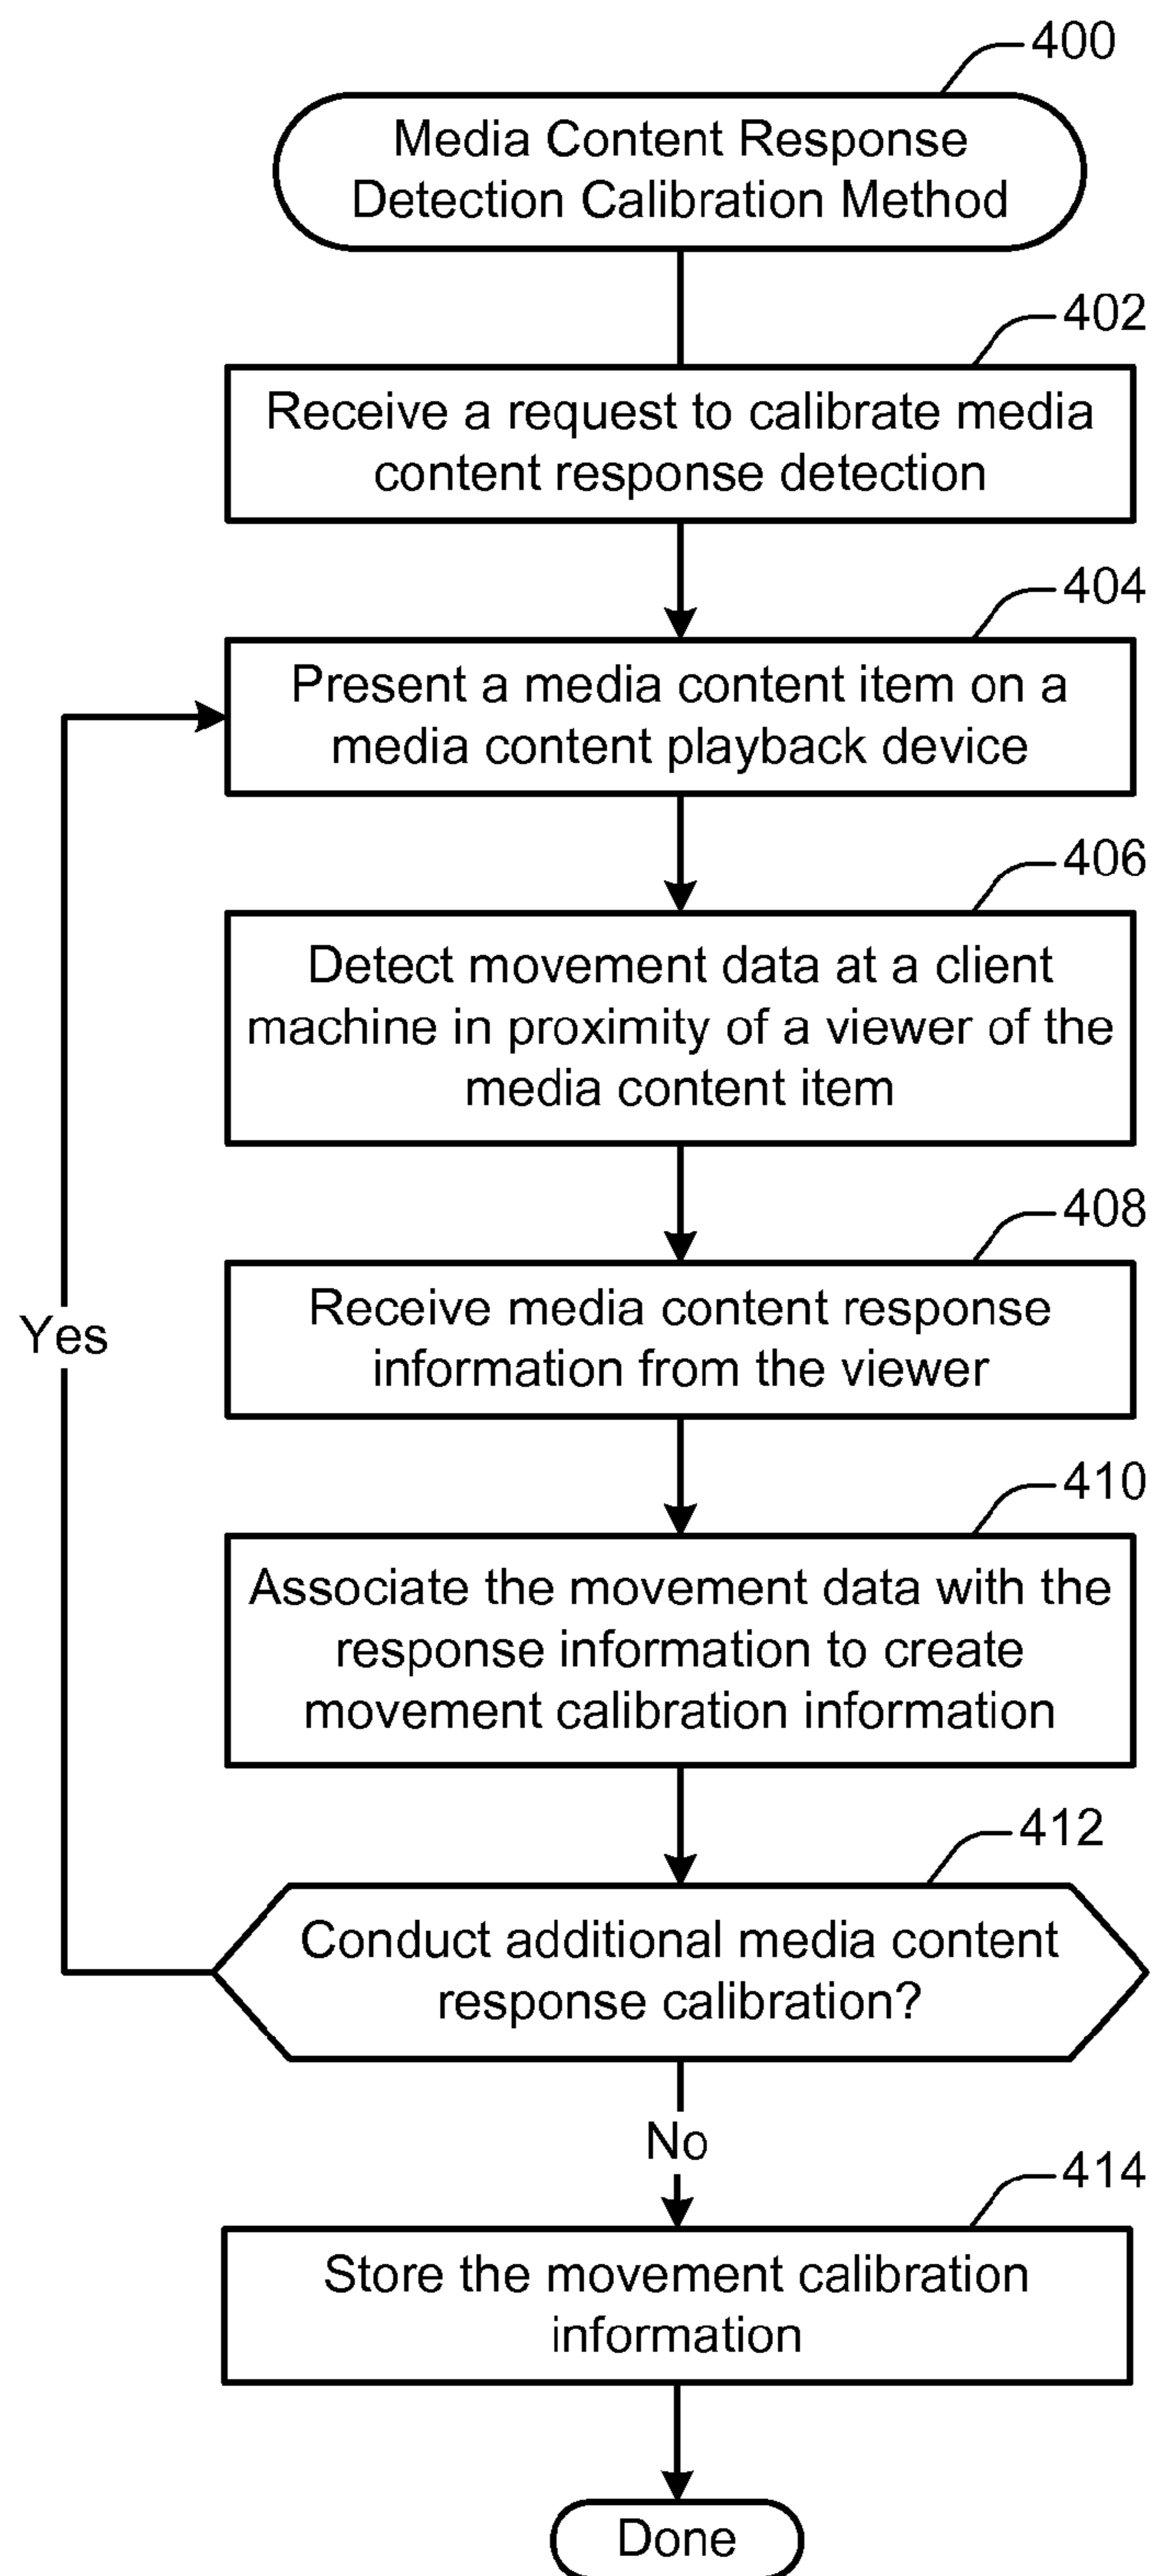 400
Media Content Response
Detection Calibration Method
402
Receive a request to calibrate media
content response detection
404
Present a media content item on a
media content playback device
406
Detect movement data at a client
machine in proximity of a viewer of the
media content item
408
Receive media content response
information from the viewer
Yes
410
Associate the movement data with the
response information to create
movement calibration information
412
Conduct additional media content
response calibration?
No
414
Store the movement calibration
information
Done